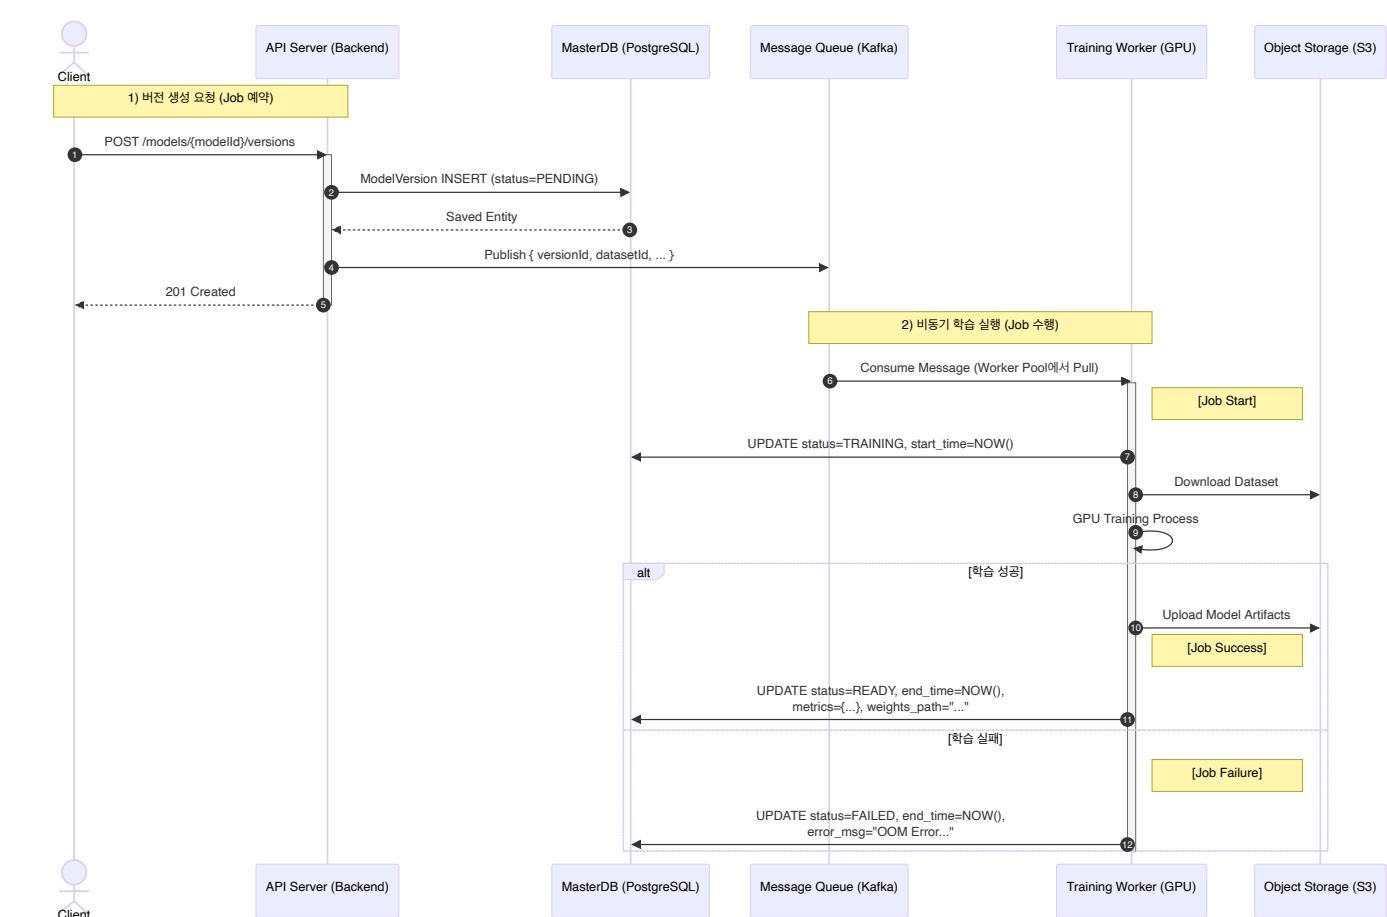 Client
API Server (Backend)
MasterDB (PostgreSQL)
Message Queue (Kafka)
Training Worker (GPU)
Object Storage (S3)
1) 버전 생성 요청 (Job 예약)
POST /models/{modelId}/versions
1
ModelVersion INSERT (status=PENDING)
2
Saved Entity
3
Publish { versionId, datasetId, ... }
4
201 Created
5
2) 비동기 학습 실행 (Job 수행)
Consume Message (Worker Pool에서 Pull)
6
[Job Start]
UPDATE status=TRAINING, start_time=NOW()
7
Download Dataset
8
GPU Training Process
9
alt
[학습 성공]
Upload Model Artifacts
10
[Job Success]
UPDATE status=READY, end_time=NOW(),
metrics={...}, weights_path="..."
11
[학습 실패]
[Job Failure]
UPDATE status=FAILED, end_time=NOW(),
error_msg="OOM Error..."
12
Client
API Server (Backend)
MasterDB (PostgreSQL)
Message Queue (Kafka)
Training Worker (GPU)
Object Storage (S3)